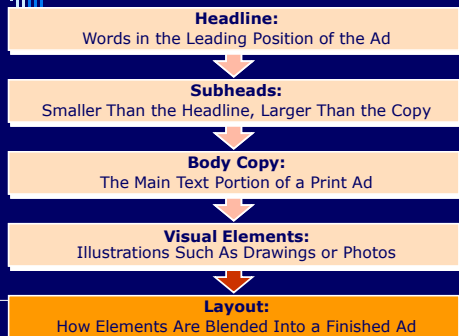 Headline:
Words in the Leading Position of the Ad
Subheads:
Smaller Than the Headline, Larger Than the Copy
Body Copy:
The Main Text Portion of a Print Ad
Visual Elements:
Illustrations Such As Drawings or Photos
Layout:
How Elements Are Blended Into a Finished Ad